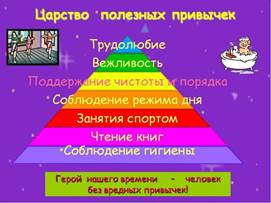 Царство полезных привычек
Трудолюбие
Вежливость
Поддержание чистоты и порядка
Соблюдение режима дня
Занятия спортом
Чтение книг
•Соблюдение гигиены
Герой нашего времени - человек
без вредных привычек!